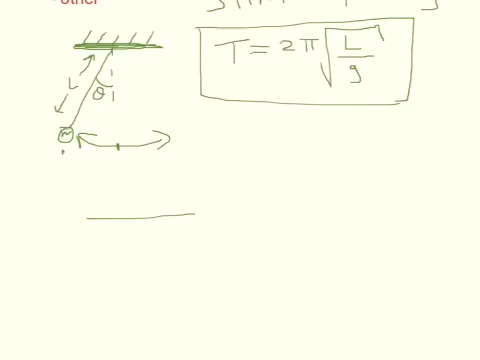 other
T = 2π√(L/g)
L
θ
m